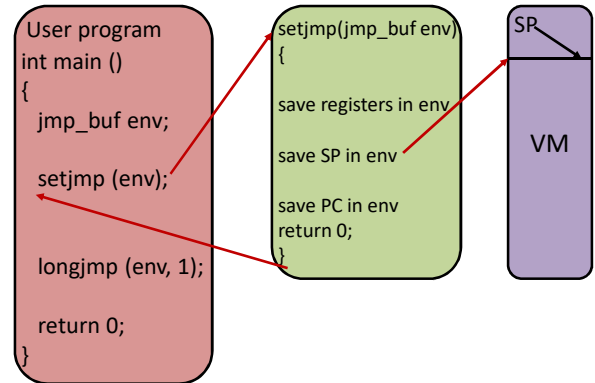 User program
int main ()
{
jmp_buf env;
setjmp (env);
longjmp (env, 1);
return 0;
}
setjmp(jmp_buf env)
{
save registers in env
save SP in env
save PC in env
return 0;
}
SP
VM